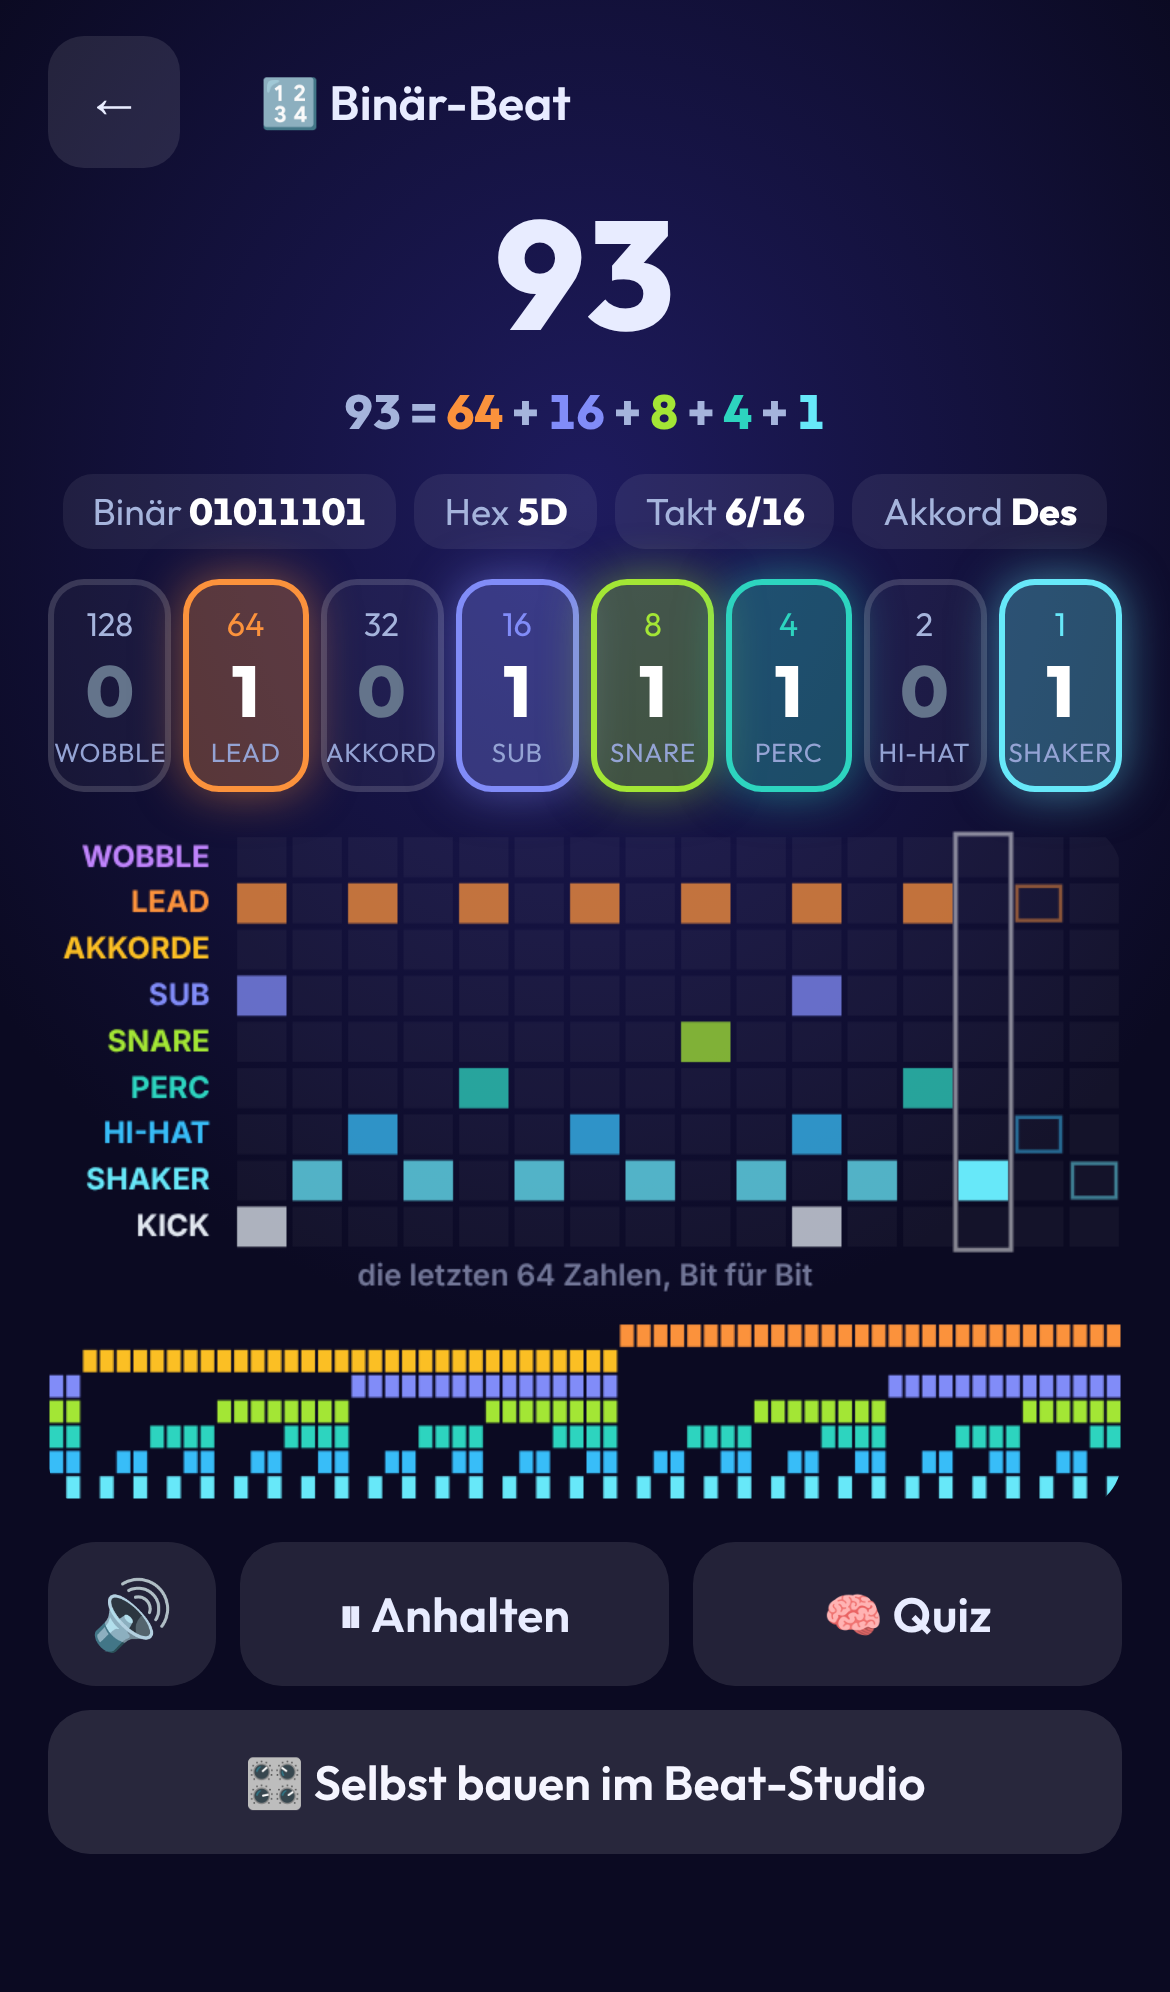 ←
🔢 Binär-Beat
93
93 = 64 + 16 + 8 + 4 + 1
Binär 01011101 Hex 5D Takt 6/16 Akkord Des
128 64 32 16 8 4 2 1
0 1 0 1 1 1 0 1
WOBBLE LEAD AKKORD SUB SNARE PERC HI-HAT SHAKER
WOBBLE
LEAD
AKKORDE
SUB
SNARE
PERC
HI-HAT
SHAKER
KICK
die letzten 64 Zahlen, Bit für Bit
Anhalten
Quiz
Selbst bauen im Beat-Studio